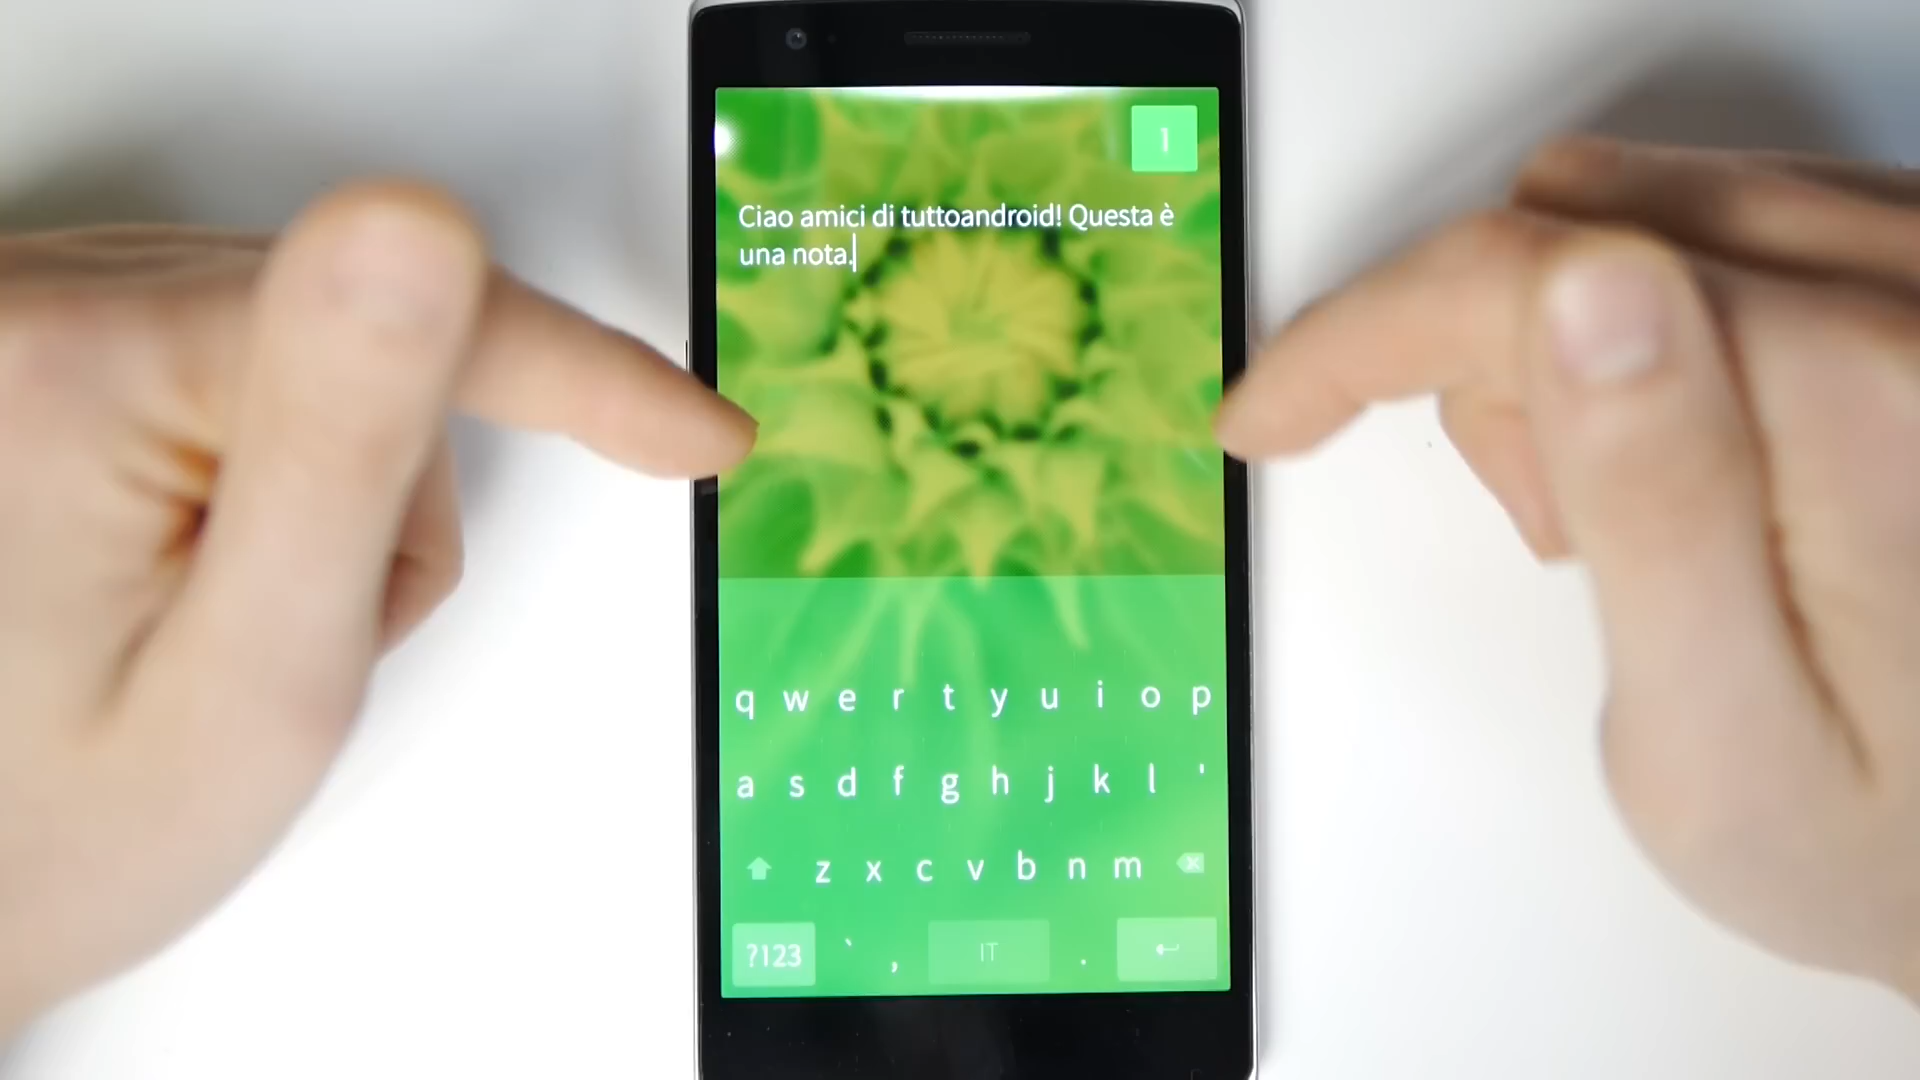 1
Ciao amici di tuttoandroid! Questa è
una nota.
q w e r t y u i o p
a s d f g h j k l '
z x c v b n m
?123 ` , IT .